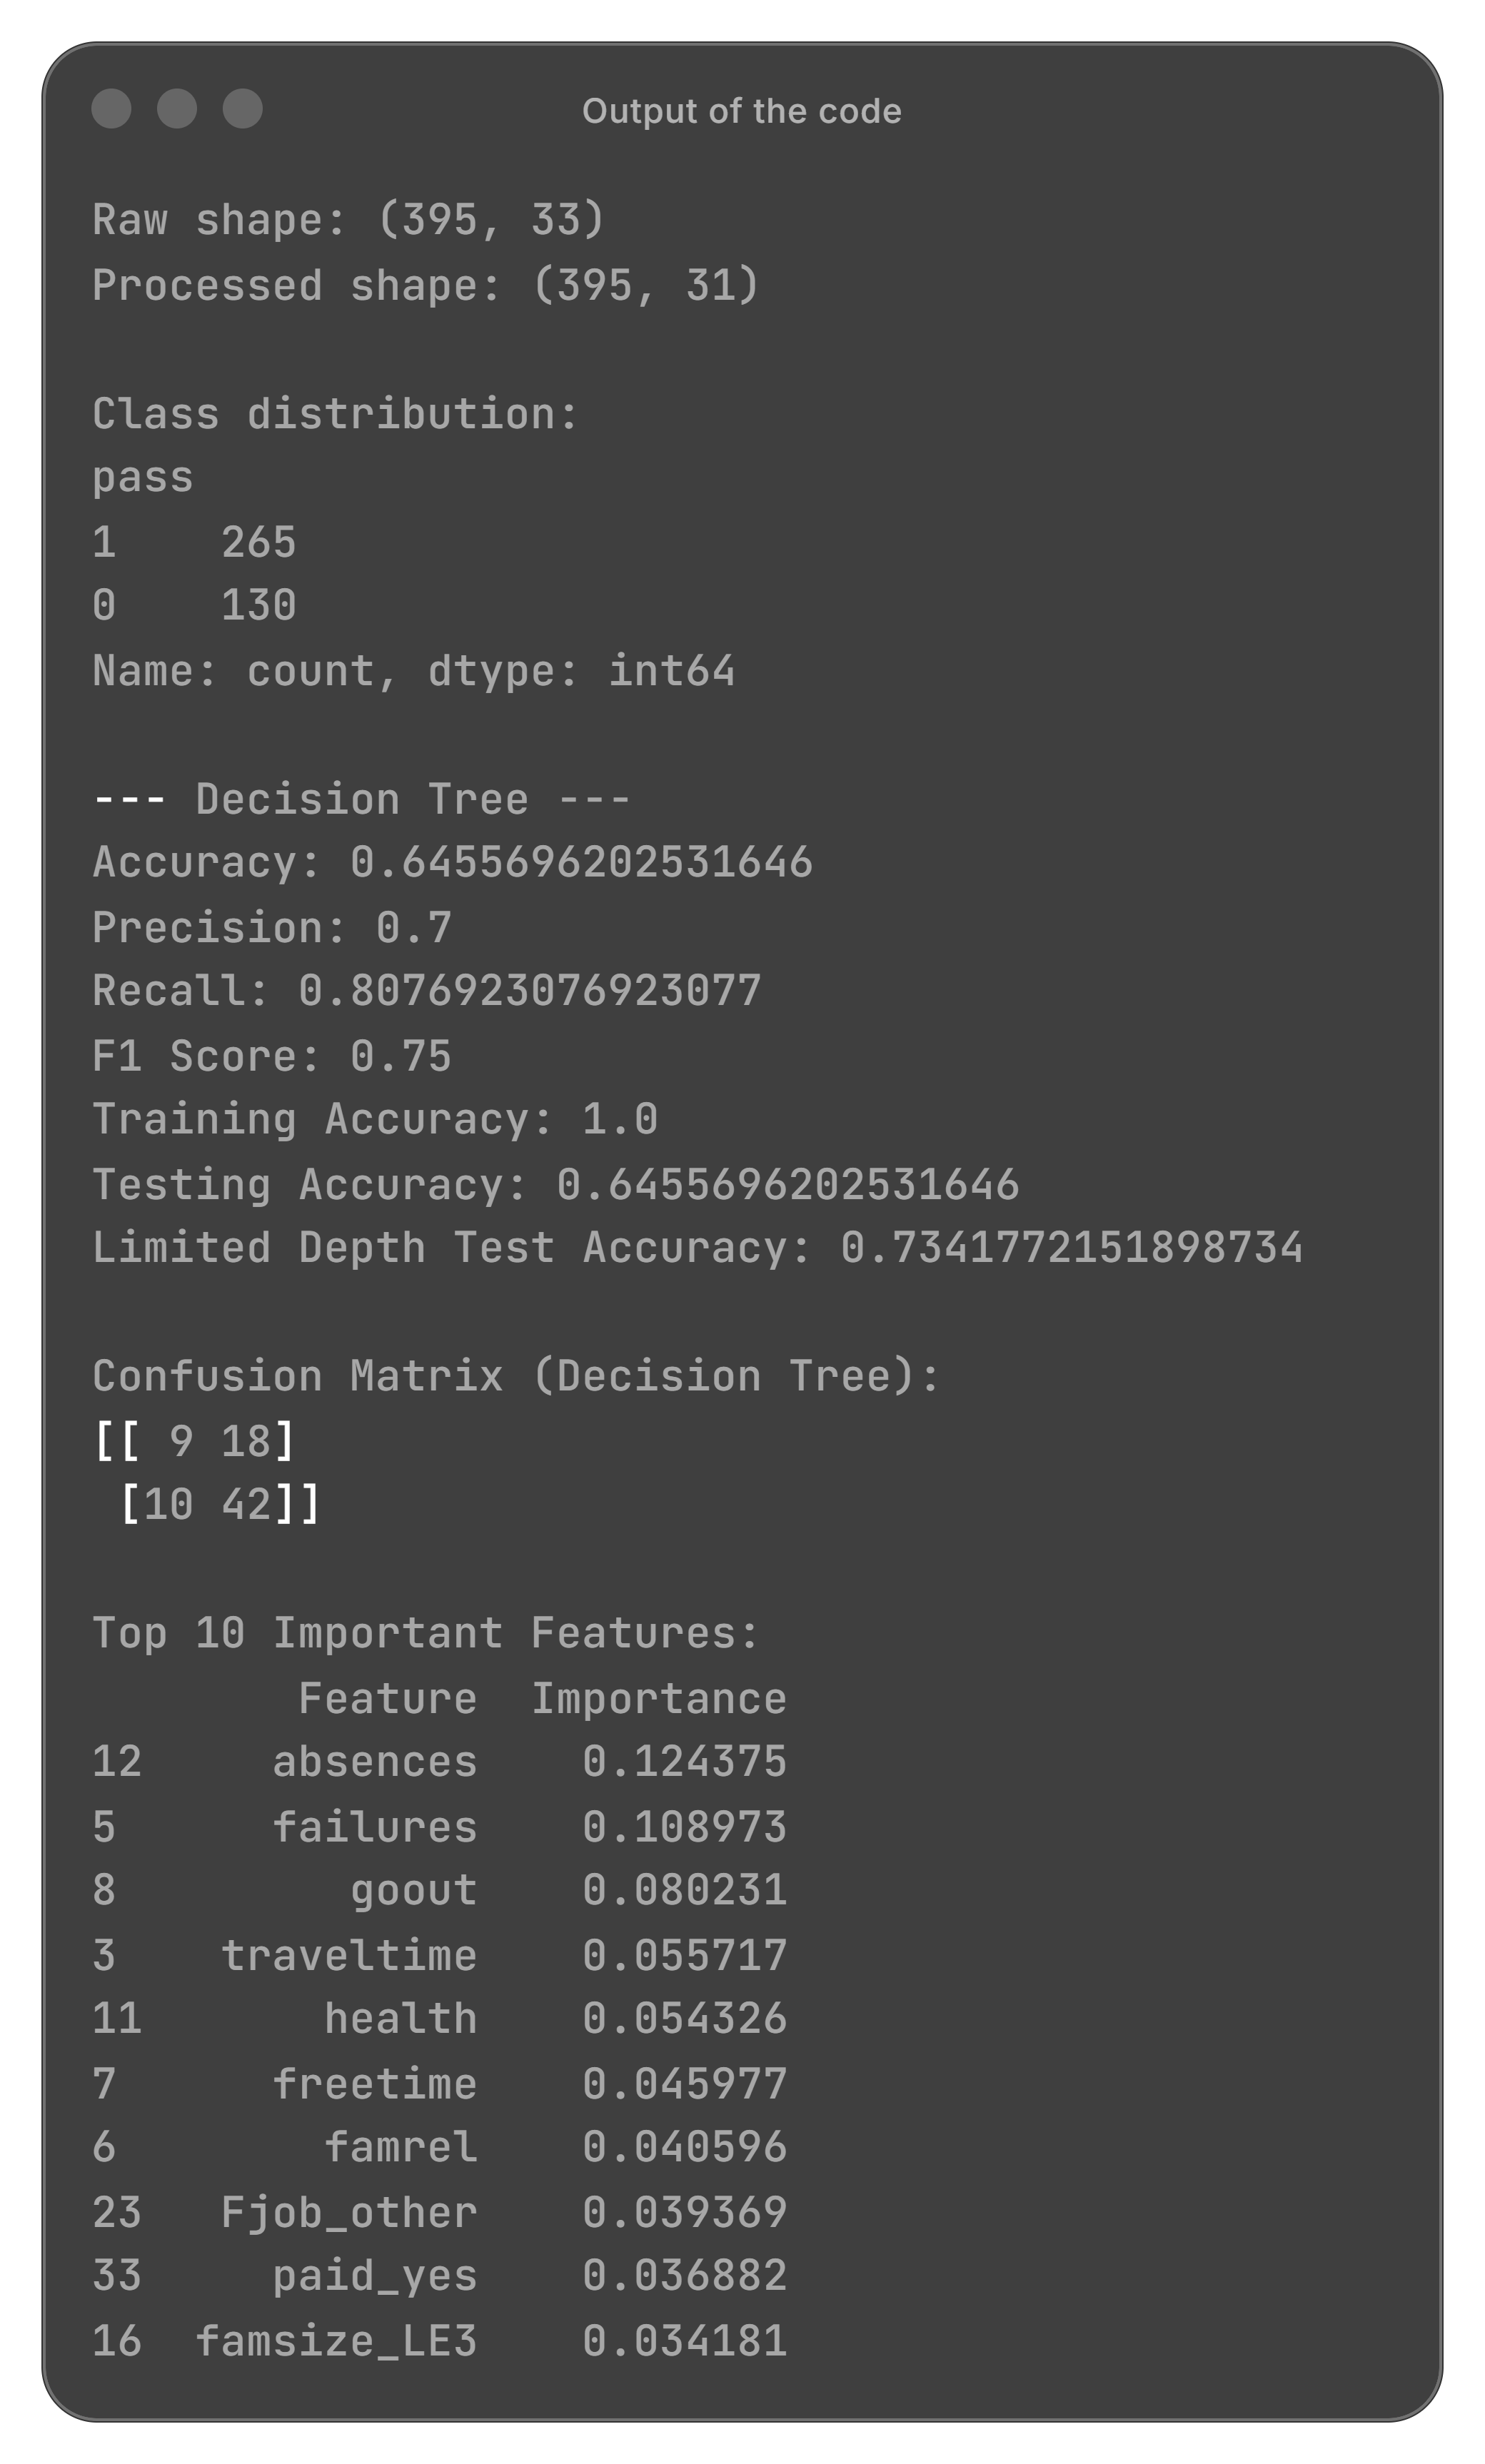 Output of the code
Raw shape: (395, 33)
Processed shape: (395, 31)
Class distribution:
pass
1    265
0    130
Name: count, dtype: int64
--- Decision Tree ---
Accuracy: 0.6455696202531646
Precision: 0.7
Recall: 0.8076923076923077
F1 Score: 0.75
Training Accuracy: 1.0
Testing Accuracy: 0.6455696202531646
Limited Depth Test Accuracy: 0.7341772151898734
Confusion Matrix (Decision Tree):
[[ 9 18]
 [10 42]]
Top 10 Important Features:
        Feature  Importance
12     absences    0.124375
5      failures    0.108973
8         goout    0.080231
3    traveltime    0.055717
11       health    0.054326
7      freetime    0.045977
6        famrel    0.040596
23   Fjob_other    0.039369
33     paid_yes    0.036882
16  famsize_LE3    0.034181